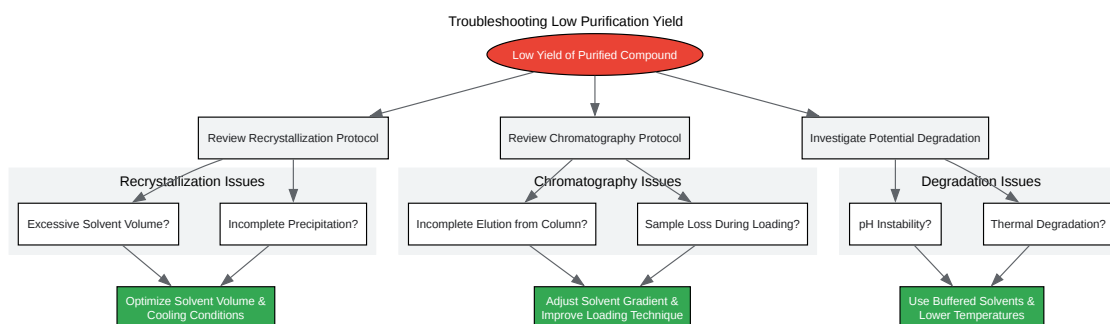 Troubleshooting Low Purification Yield
Low Yield of Purified Compound
Review Recrystallization Protocol
Review Chromatography Protocol
Investigate Potential Degradation
Recrystallization Issues
Chromatography Issues
Degradation Issues
Excessive Solvent Volume?
Incomplete Precipitation?
Incomplete Elution from Column?
Sample Loss During Loading?
pH Instability?
Thermal Degradation?
Optimize Solvent Volume &
Cooling Conditions
Adjust Solvent Gradient &
Improve Loading Technique
Use Buffered Solvents &
Lower Temperatures